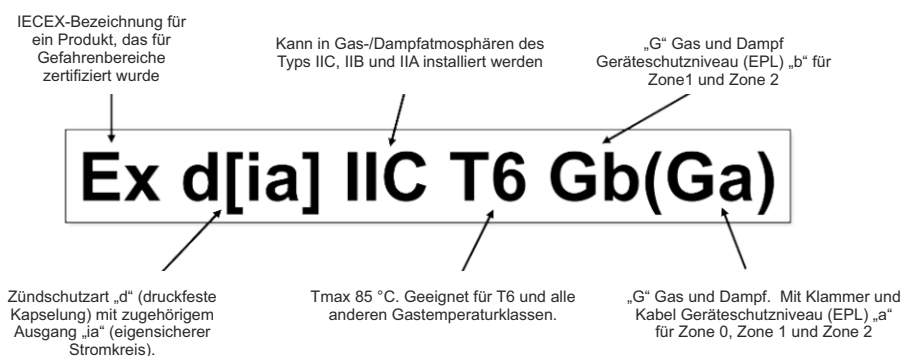 IECEX-Bezeichnung für
ein Produkt, das für
Gefahrenbereiche
zertifiziert wurde
Kann in Gas-/Dampfatmosphären des
Typs IIC, IIB und IIA installiert werden
„G“ Gas und Dampf
Geräteschutzniveau (EPL) „b“ für
Zone1 und Zone 2
Ex d[ia] IIC T6 Gb(Ga)
Zündschutzart „d“ (druckfeste
Kapselung) mit zugehörigem
Ausgang „ia“ (eigensicherer
Stromkreis).
Tmax 85 °C. Geeignet für T6 und alle
anderen Gastemperaturklassen.
„G“ Gas und Dampf. Mit Klammer und
Kabel Geräteschutzniveau (EPL) „a“
für Zone 0, Zone 1 und Zone 2